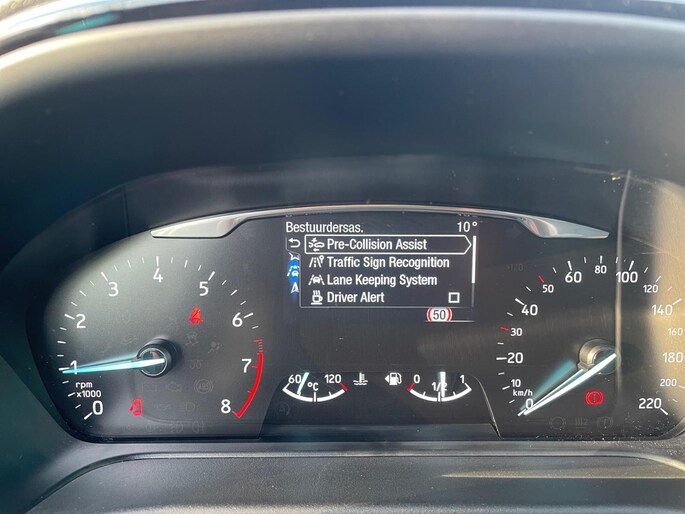 Bestuurdersas. 10°
Pre-Collision Assist
Traffic Sign Recognition
Lane Keeping System
Driver Alert
50
0 1 2 3 4 5 6 7 8
rpm
x1000
60 °C 120
0 1/2 1
0 10 20 30 40 50 60 80 100 120 140 180 200 220
km/h